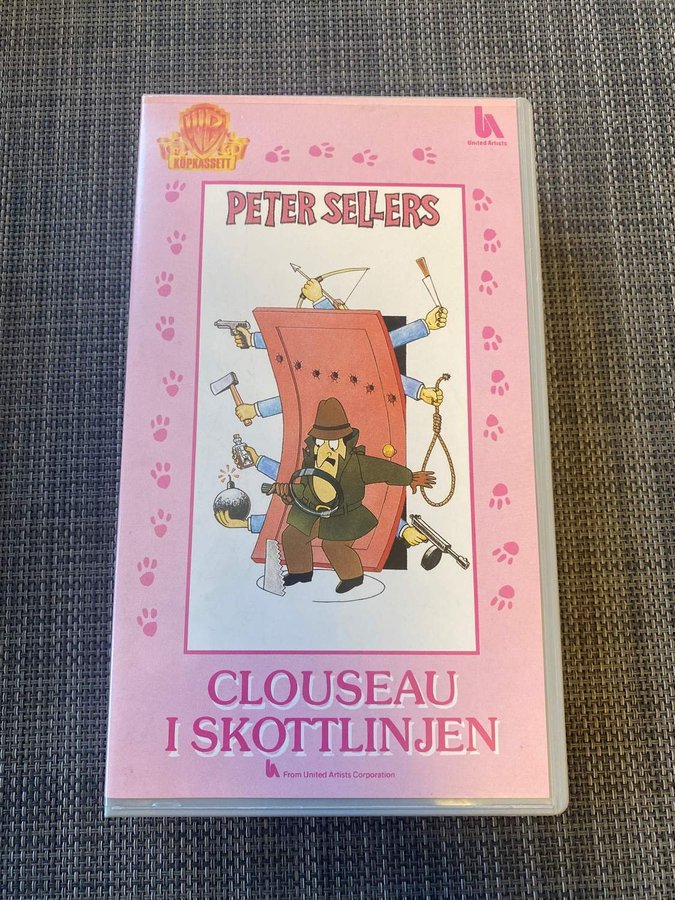 KÖPKASSETT
United Artists
PETER SELLERS
CLOUSEAU
I SKOTTLINJEN
From United Artists Corporation